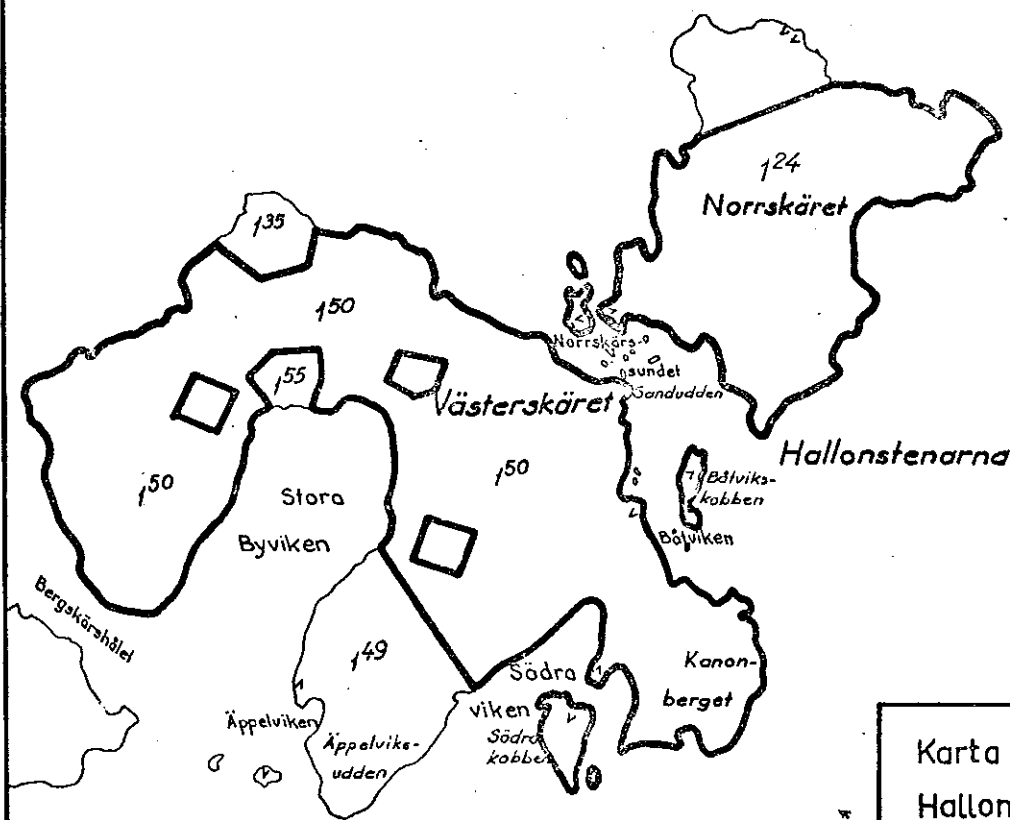 1²⁴
Norrskäret
1³⁵
1⁵⁰
Norrskärs-
sundet
Sandudden
1⁵⁵
Västerskäret
Hallonstenarna
1⁵⁰
1⁵⁰
Båtviks-
kobben
Stora
Byviken
Båtviken
Bergskärshålet
1⁴⁹
Södra
viken
Kanon-
berget
Äppelviken
Äppelviks-
udden
Södra
kobben
Karta
Hallon